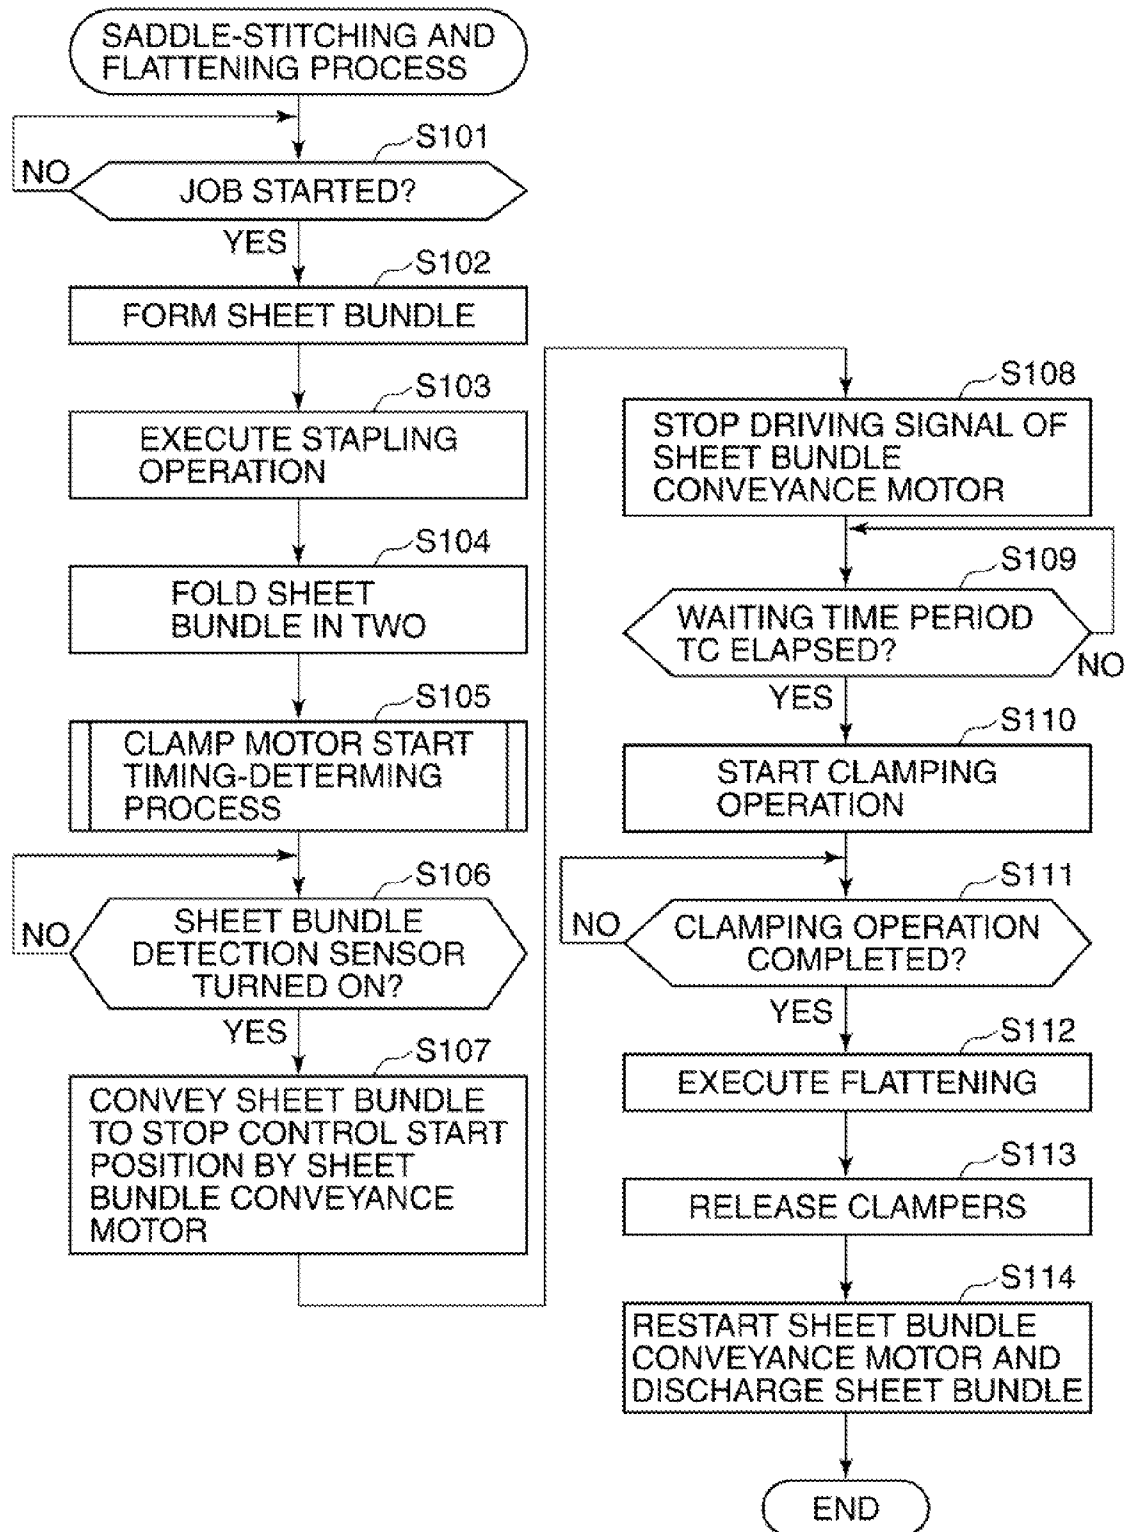 SADDLE-STITCHING AND
FLATTENING PROCESS
S101
NO
JOB STARTED?
YES
S102
FORM SHEET BUNDLE
S103
EXECUTE STAPLING
OPERATION
S104
FOLD SHEET
BUNDLE IN TWO
S105
CLAMP MOTOR START
TIMING-DETERMING
PROCESS
S106
NO
SHEET BUNDLE
DETECTION SENSOR
TURNED ON?
YES
S107
CONVEY SHEET BUNDLE
TO STOP CONTROL START
POSITION BY SHEET
BUNDLE CONVEYANCE
MOTOR
S108
STOP DRIVING SIGNAL OF
SHEET BUNDLE
CONVEYANCE MOTOR
S109
WAITING TIME PERIOD
TC ELAPSED?
NO
YES
S110
START CLAMPING
OPERATION
S111
NO
CLAMPING OPERATION
COMPLETED?
YES
S112
EXECUTE FLATTENING
S113
RELEASE CLAMPERS
S114
RESTART SHEET BUNDLE
CONVEYANCE MOTOR AND
DISCHARGE SHEET BUNDLE
END